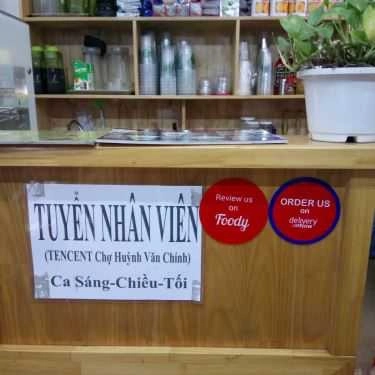 TUYỂN NHÂN VIÊN
(TENCENT Chợ Huỳnh Văn Chính)
Ca Sáng-Chiều-Tối
Review us
on
Foody
ORDER US
on
delivery
now